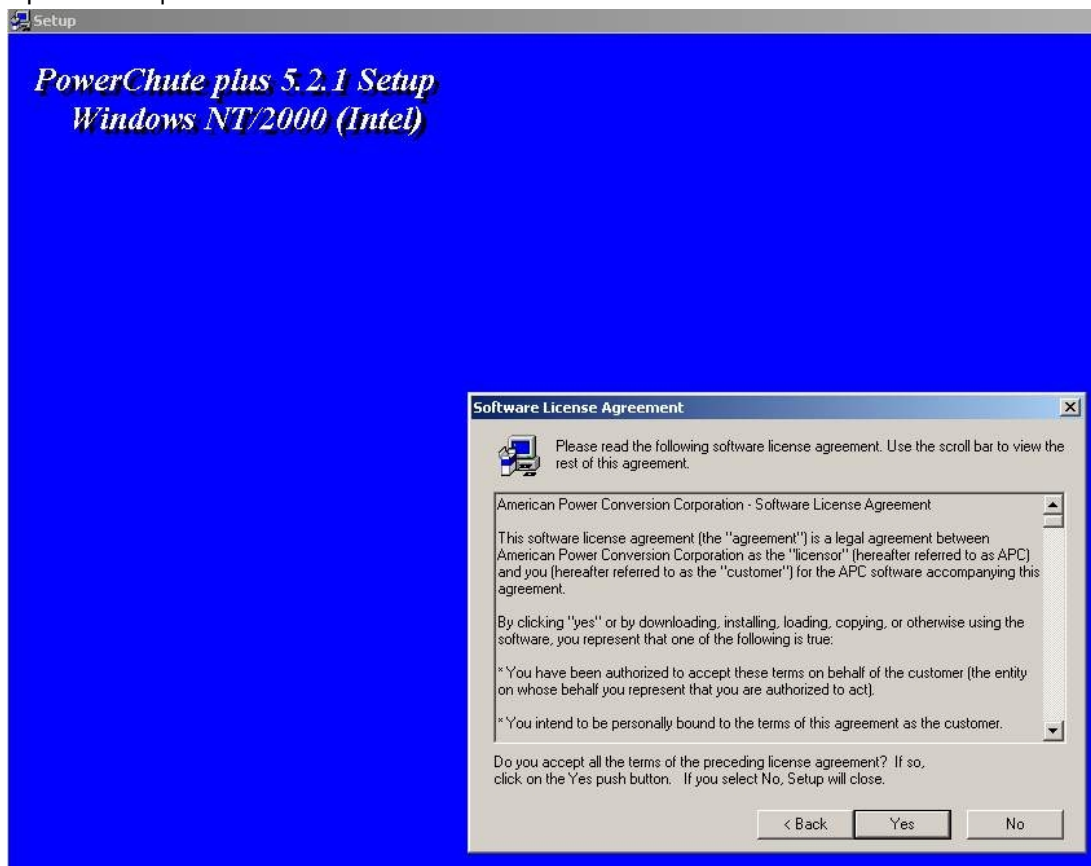 Setup
PowerChute plus 5.2.1 Setup
Windows NT/2000 (Intel)
Software License Agreement
Please read the following software license agreement. Use the scroll bar to view the
rest of this agreement.
American Power Conversion Corporation - Software License Agreement
This software license agreement (the "agreement") is a legal agreement between
American Power Conversion Corporation as the "licensor" (hereafter referred to as APC)
and you (hereafter referred to as the "customer") for the APC software accompanying this
agreement.
By clicking "yes" or by downloading, installing, loading, copying, or otherwise using the
software, you represent that one of the following is true:
* You have been authorized to accept these terms on behalf of the customer (the entity
on whose behalf you represent that you are authorized to act).
* You intend to be personally bound to the terms of this agreement as the customer.
Do you accept all the terms of the preceding license agreement? If so,
click on the Yes push button. If you select No, Setup will close.
< Back Yes No